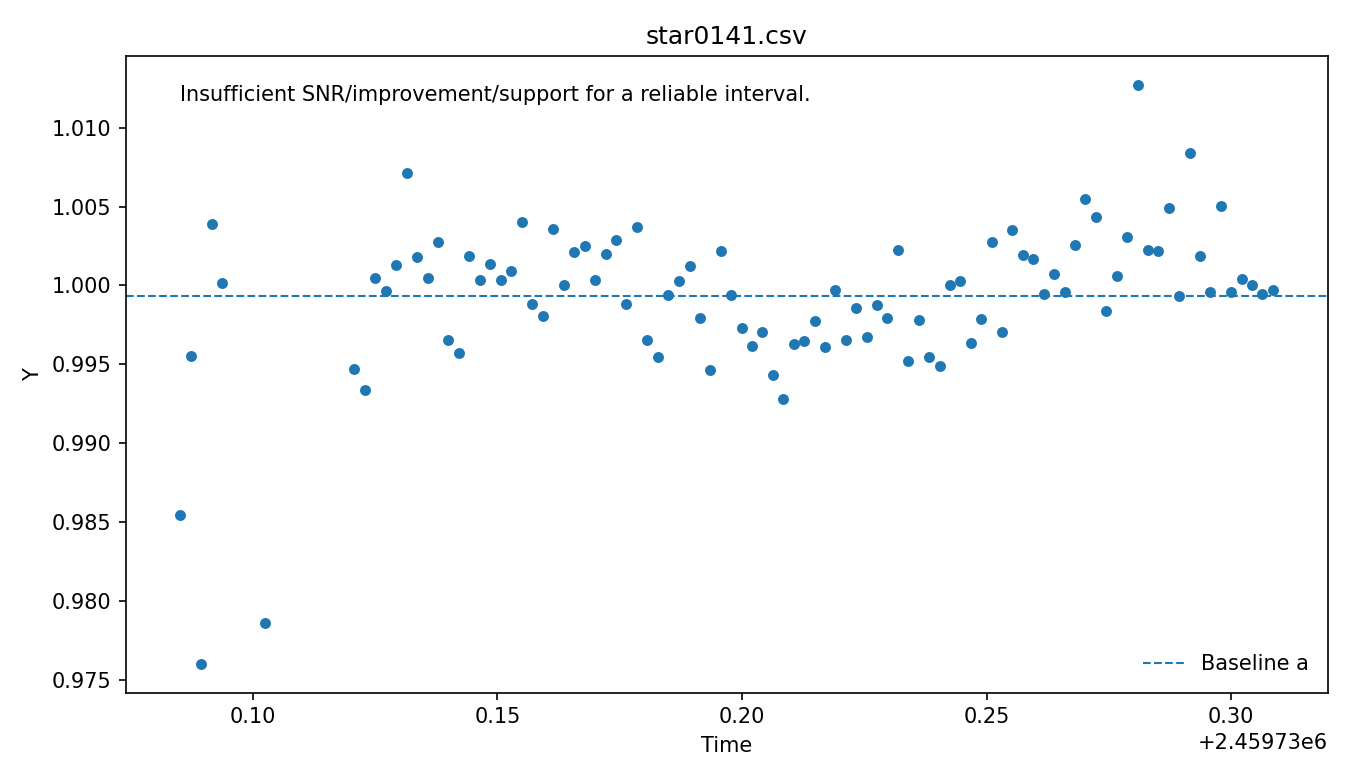 star0141.csv
Insufficient SNR/improvement/support for a reliable interval.
1.010
1.005
1.000
0.995
0.990
0.985
0.980
0.975
Y
Baseline a
0.10 0.15 0.20 0.25 0.30
Time
+2.45973e6